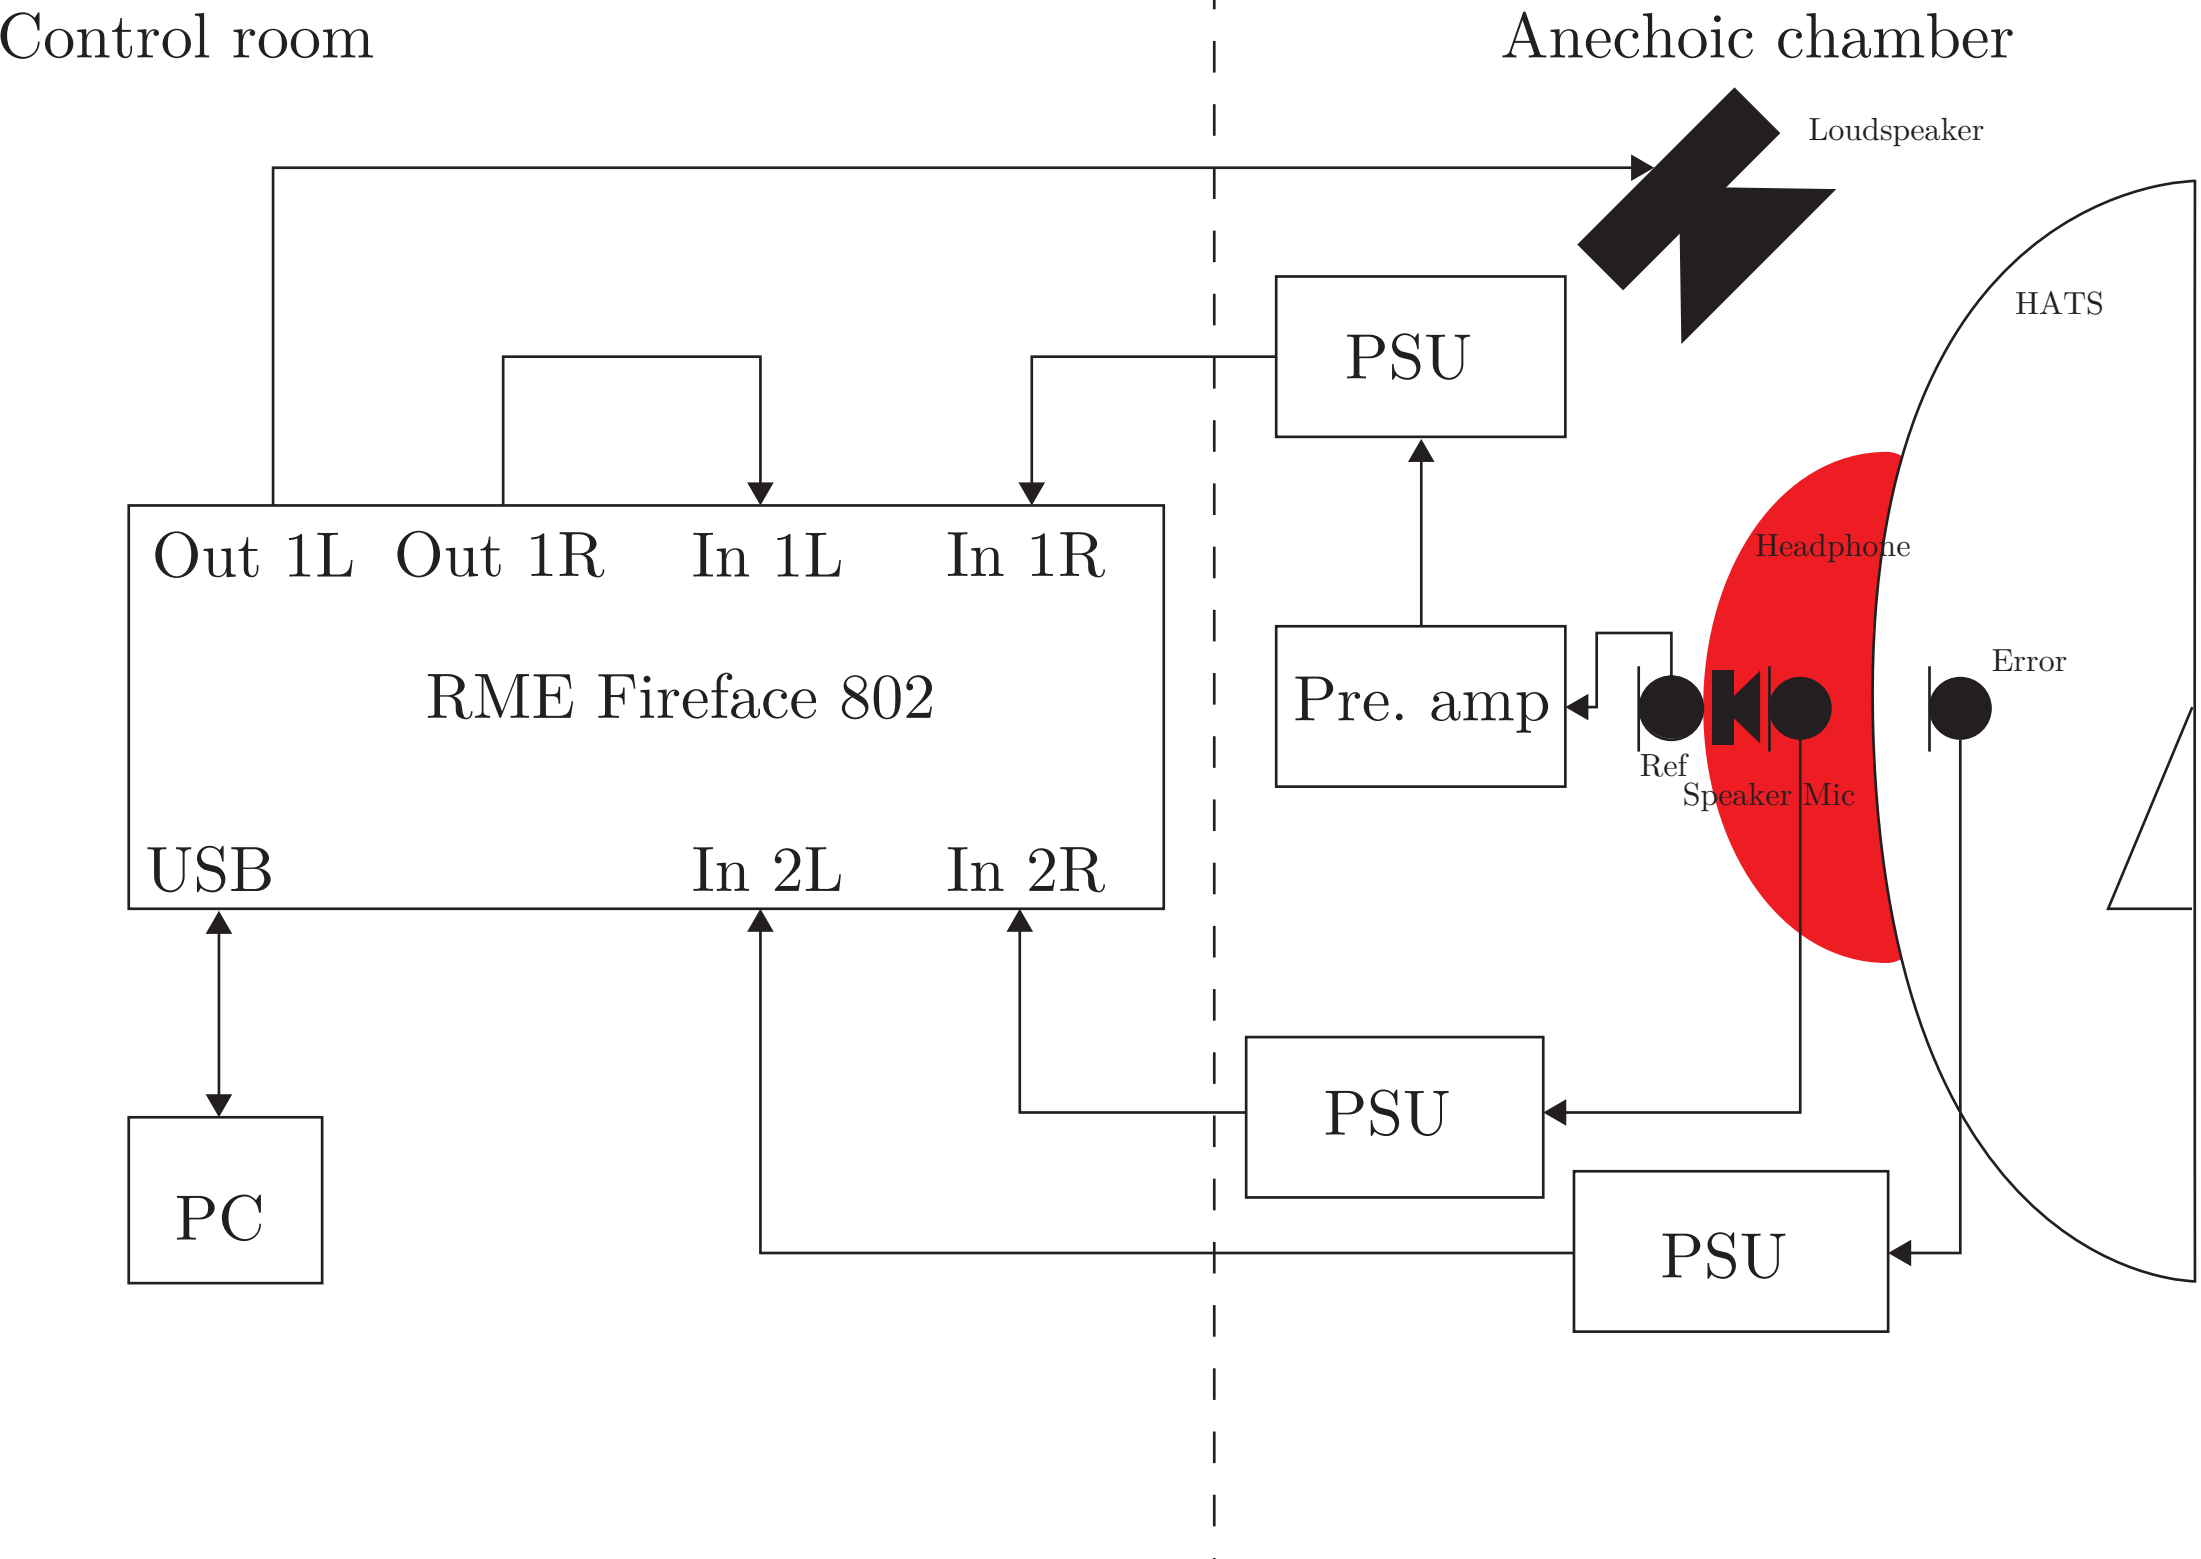 Control room
Anechoic chamber
Loudspeaker
HATS
PSU
Out 1L Out 1R In 1L In 1R
Headphone
RME Fireface 802
Pre. amp
Error
Ref
Speaker Mic
USB In 2L In 2R
PSU
PC
PSU